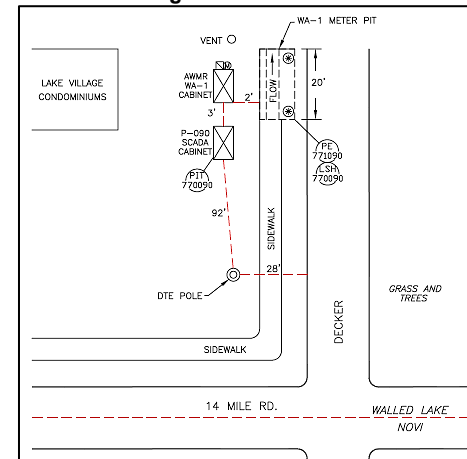 WA-1 METER PIT
VENT
LAKE VILLAGE
CONDOMINIUMS
AWMR
WA-1
CABINET
M
FLOW
20'
2'
3'
P-090
SCADA
CABINET
PE
771090
LSH
770090
PIT
770090
92'
SIDEWALK
28'
DTE POLE
GRASS AND
TREES
DECKER
SIDEWALK
14 MILE RD.
WALLED LAKE
NOVI